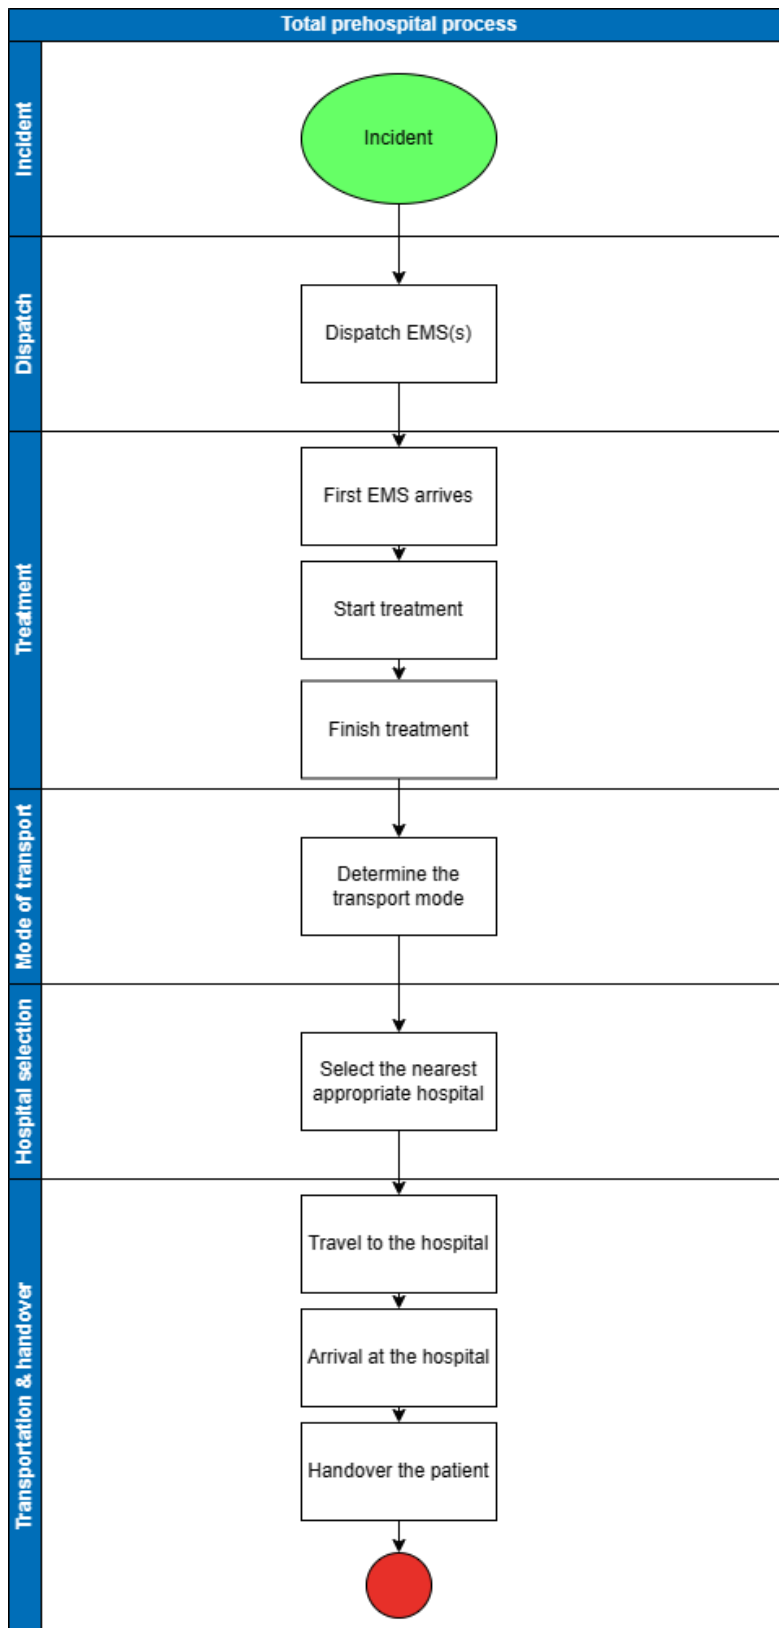 Total prehospital process
Incident
Incident
Dispatch
Dispatch EMS(s)
Treatment
First EMS arrives
Start treatment
Finish treatment
Mode of transport
Determine the
transport mode
Hospital selection
Select the nearest
appropriate hospital
Transportation & handover
Travel to the hospital
Arrival at the hospital
Handover the patient